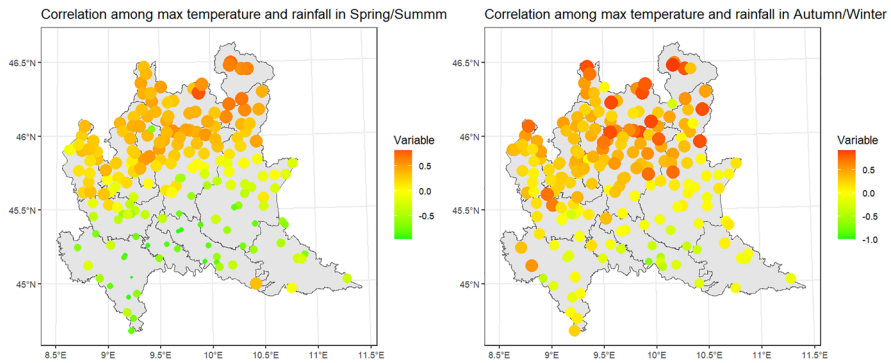 Correlation among max temperature and rainfall in Spring/Summm
46.5°N
46°N
45.5°N
45°N
8.5°E
9°E
9.5°E
10°E
10.5°E
11°E
11.5°E
Variable
0.5
0.0
-0.5
Correlation among max temperature and rainfall in Autumn/Winter
46.5°N
46°N
45.5°N
45°N
8.5°E
9°E
9.5°E
10°E
10.5°E
11°E
11.5°E
Variable
0.5
0.0
-0.5
-1.0